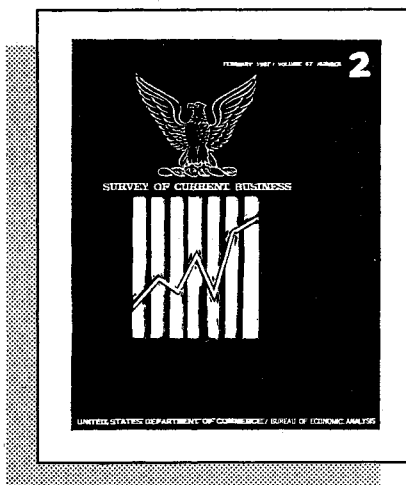 FEBRUARY 1987 / VOLUME 67 NUMBER 2
SURVEY OF CURRENT BUSINESS
UNITED STATES DEPARTMENT OF COMMERCE / BUREAU OF ECONOMIC ANALYSIS